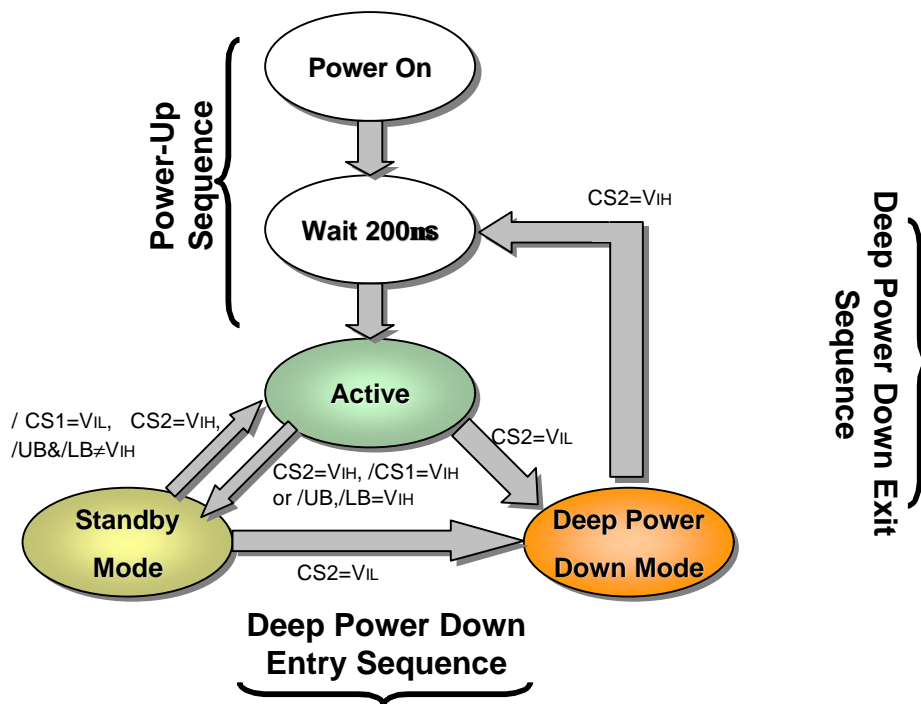 Power On
Power-Up
Sequence
Wait 200ns
CS2=VIH
Deep Power Down Exit
Sequence
Active
/ CS1=VIL, CS2=VIH,
/UB&/LB≠VIH
CS2=VIL
CS2=VIH, /CS1=VIH
or /UB,/LB=VIH
Standby
Mode
Deep Power
Down Mode
CS2=VIL
Deep Power Down
Entry Sequence